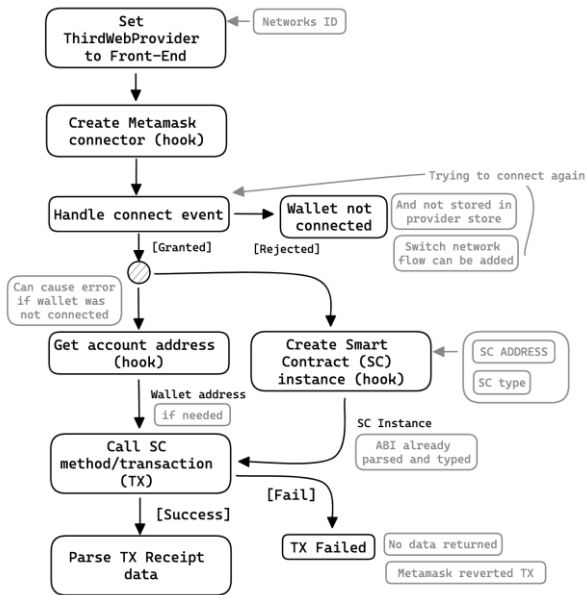 Set
ThirdWebProvider
to Front-End
Networks ID
Create Metamask
connector (hook)
Trying to connect again
Handle connect event
Wallet not
connected
And not stored in
provider store
Switch network
flow can be added
[Granted]
[Rejected]
Can cause error
if wallet was
not connected
Get account address
(hook)
Create Smart
Contract (SC)
instance (hook)
SC ADDRESS
SC type
Wallet address
if needed
SC Instance
ABI already
parsed and typed
Call SC
method/transaction
(TX)
[Success]
[Fail]
Parse TX Receipt
data
TX Failed
No data returned
Metamask reverted TX